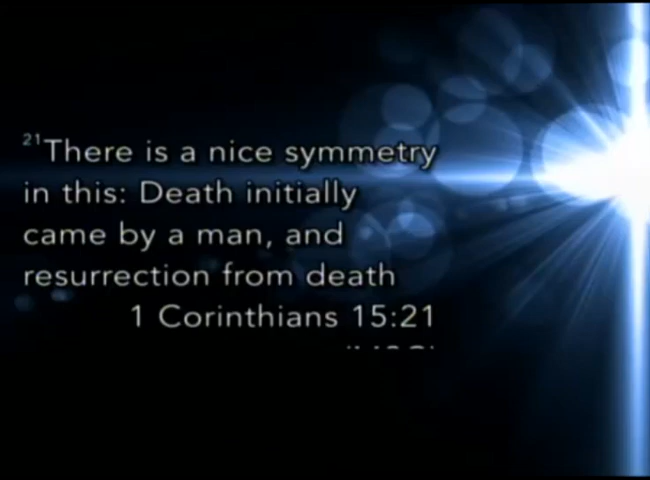 ²¹There is a nice symmetry
in this: Death initially
came by a man, and
resurrection from death
1 Corinthians 15:21